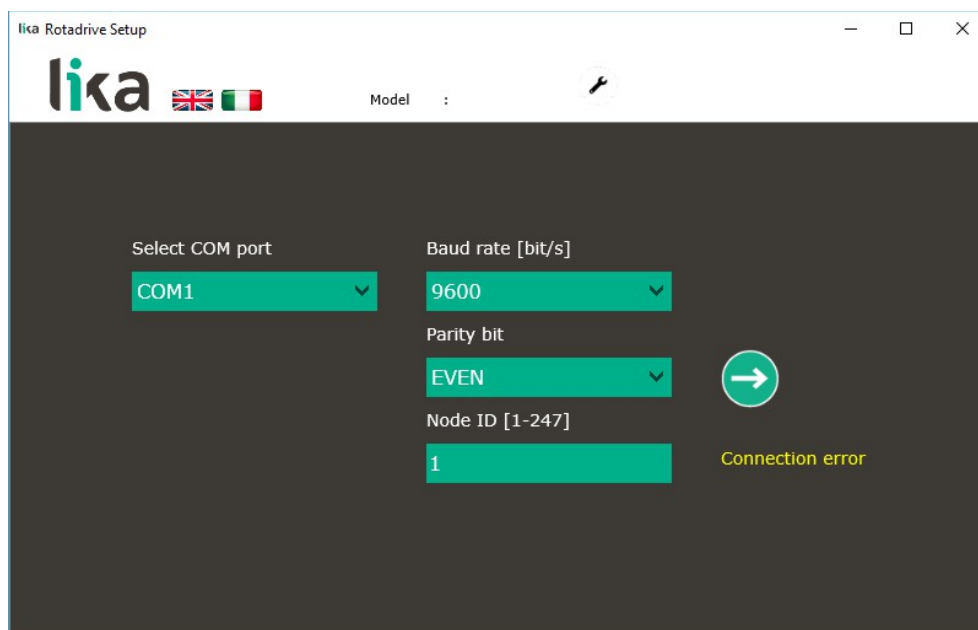 lika Rotadrive Setup
lika
Model :
Select COM port
COM1
Baud rate [bit/s]
9600
Parity bit
EVEN
Node ID [1-247]
1
Connection error